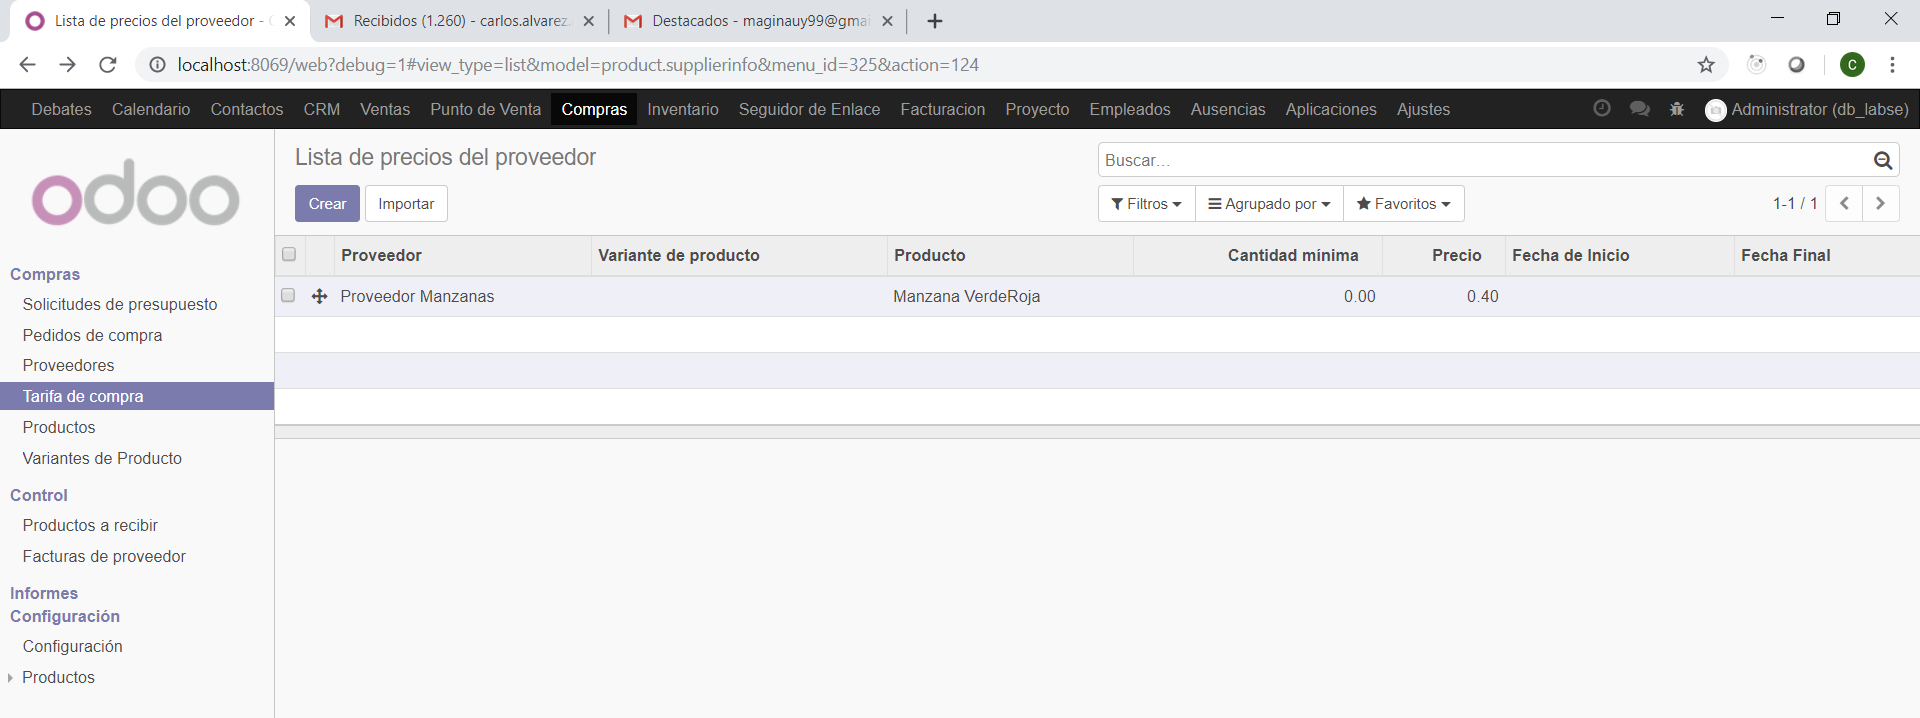 Lista de precios del proveedor -
Recibidos (1.260) - carlos.alvarez
Destacados - maginauy99@gmai
localhost:8069/web?debug=1#view_type=list&model=product.supplierinfo&menu_id=325&action=124
C
Debates Calendario Contactos CRM Ventas Punto de Venta Compras Inventario Seguidor de Enlace Facturacion Proyecto Empleados Ausencias Aplicaciones Ajustes Administrator (db_labse)
odoo
Lista de precios del proveedor
Buscar...
Crear Importar
Filtros Agrupado por Favoritos 1-1 / 1
Proveedor Variante de producto Producto Cantidad mínima Precio Fecha de Inicio Fecha Final
Proveedor Manzanas Manzana VerdeRoja 0.00 0.40
Compras
Solicitudes de presupuesto
Pedidos de compra
Proveedores
Tarifa de compra
Productos
Variantes de Producto
Control
Productos a recibir
Facturas de proveedor
Informes
Configuración
Configuración
Productos